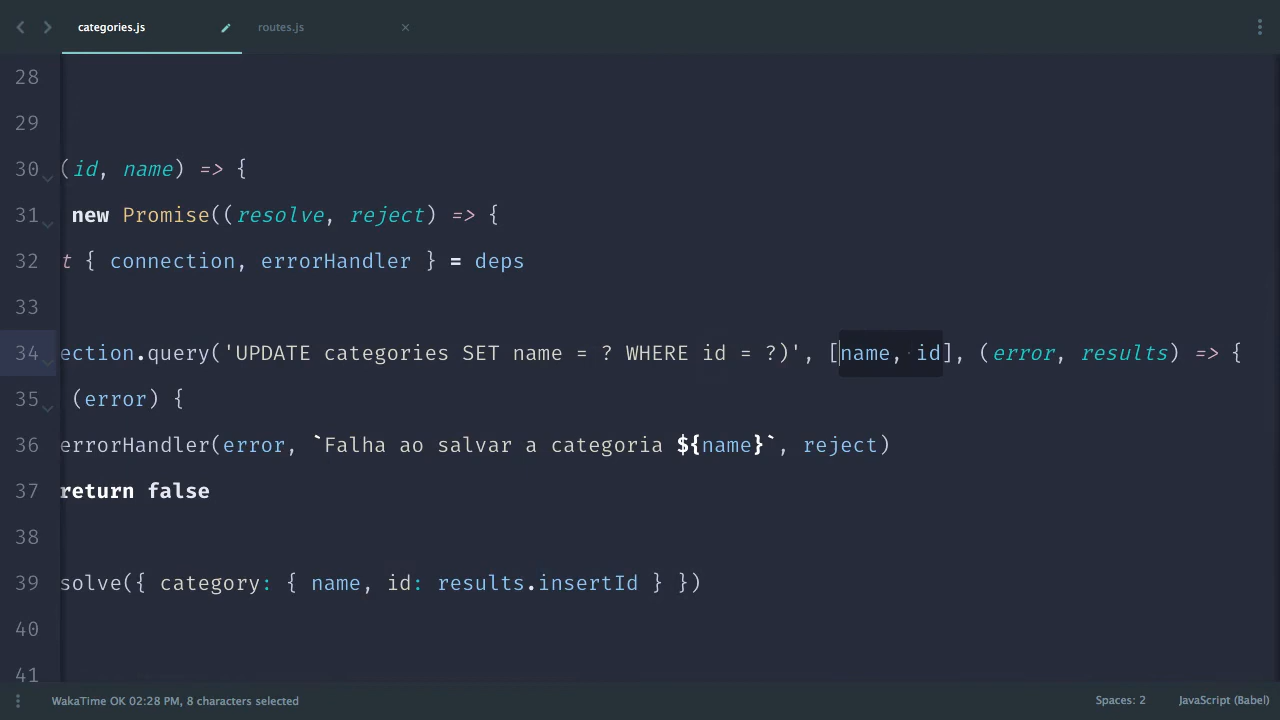 categories.js routes.js
28
29
30 (id, name) => {
31 new Promise((resolve, reject) => {
32 t { connection, errorHandler } = deps
33
34 ection.query('UPDATE categories SET name = ? WHERE id = ?)', [name, id], (error, results) => {
35 (error) {
36 errorHandler(error, `Falha ao salvar a categoria ${name}`, reject)
37 return false
38
39 solve({ category: { name, id: results.insertId } })
40
41
WakaTime OK 02:28 PM, 8 characters selected Spaces: 2 JavaScript (Babel)